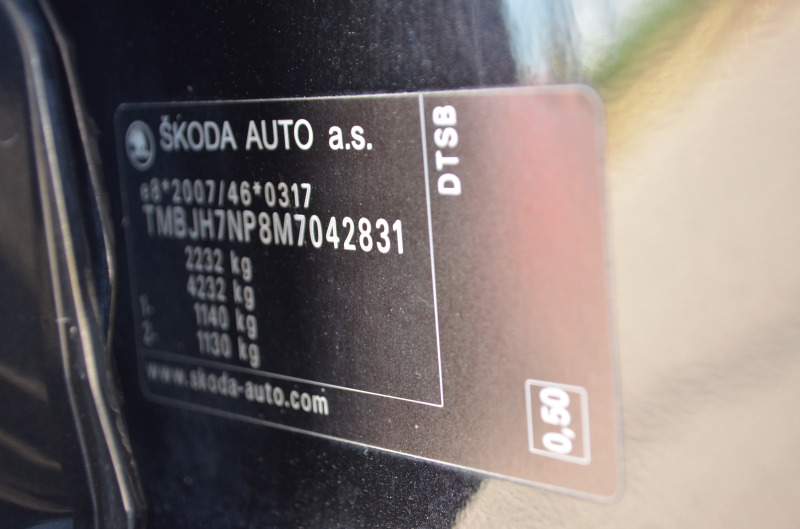 ŠKODA AUTO a.s.
e8*2007/46*0317
TMBJH7NP8M7042831
2232 kg
4232 kg
1- 1140 kg
2- 1130 kg
www.skoda-auto.com
DTSB
0,50